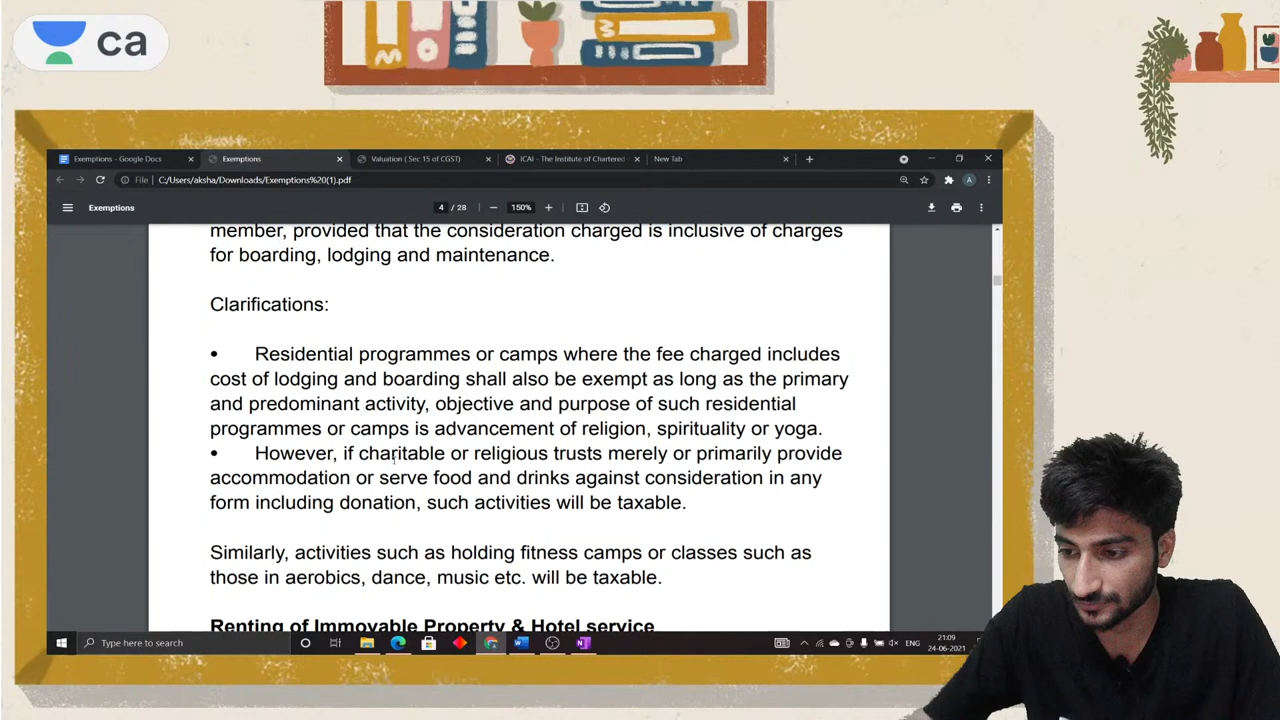 ca
Exemptions - Google Docs
Exemptions
Valuation ( Sec 15 of CGST)
ICAI - The Institute of Chartered
New Tab
File
C:/Users/aksha/Downloads/Exemptions%20(1).pdf
A
Exemptions
4 / 28
150%
member, provided that the consideration charged is inclusive of charges
for boarding, lodging and maintenance.
Clarifications:
• Residential programmes or camps where the fee charged includes
cost of lodging and boarding shall also be exempt as long as the primary
and predominant activity, objective and purpose of such residential
programmes or camps is advancement of religion, spirituality or yoga.
• However, if charitable or religious trusts merely or primarily provide
accommodation or serve food and drinks against consideration in any
form including donation, such activities will be taxable.
Similarly, activities such as holding fitness camps or classes such as
those in aerobics, dance, music etc. will be taxable.
Renting of Immovable Property & Hotel service
Type here to search
ENG
21:09
24-06-2021